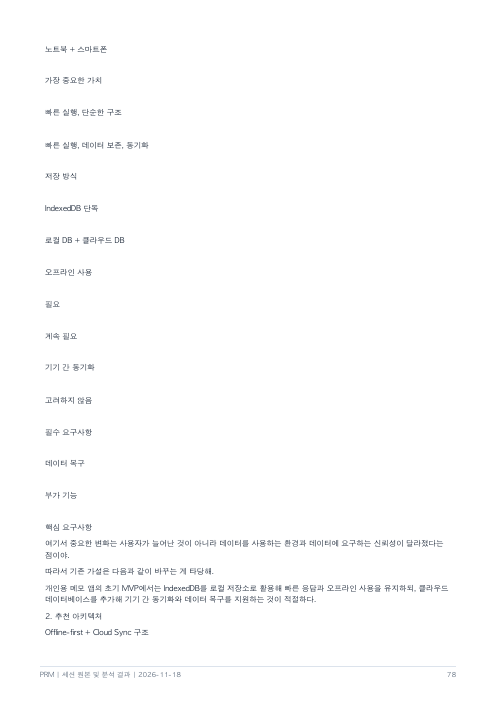 노트북 + 스마트폰
가장 중요한 가치
빠른 실행, 단순한 구조
빠른 실행, 데이터 보존, 동기화
저장 방식
IndexedDB 단독
로컬 DB + 클라우드 DB
오프라인 사용
필요
계속 필요
기기 간 동기화
고려하지 않음
필수 요구사항
데이터 복구
부가 기능
핵심 요구사항
여기서 중요한 변화는 사용자가 늘어난 것이 아니라 데이터를 사용하는 환경과 데이터에 요구하는 신뢰성이 달라졌다는
점이야.
따라서 기존 가설은 다음과 같이 바꾸는 게 타당해.
개인용 메모 앱의 초기 MVP에서는 IndexedDB를 로컬 저장소로 활용해 빠른 응답과 오프라인 사용을 유지하되, 클라우드
데이터베이스를 추가해 기기 간 동기화와 데이터 복구를 지원하는 것이 적절하다.
2. 추천 아키텍처
Offline-first + Cloud Sync 구조
PRM | 세션 원본 및 분석 결과 | 2026-11-18
78